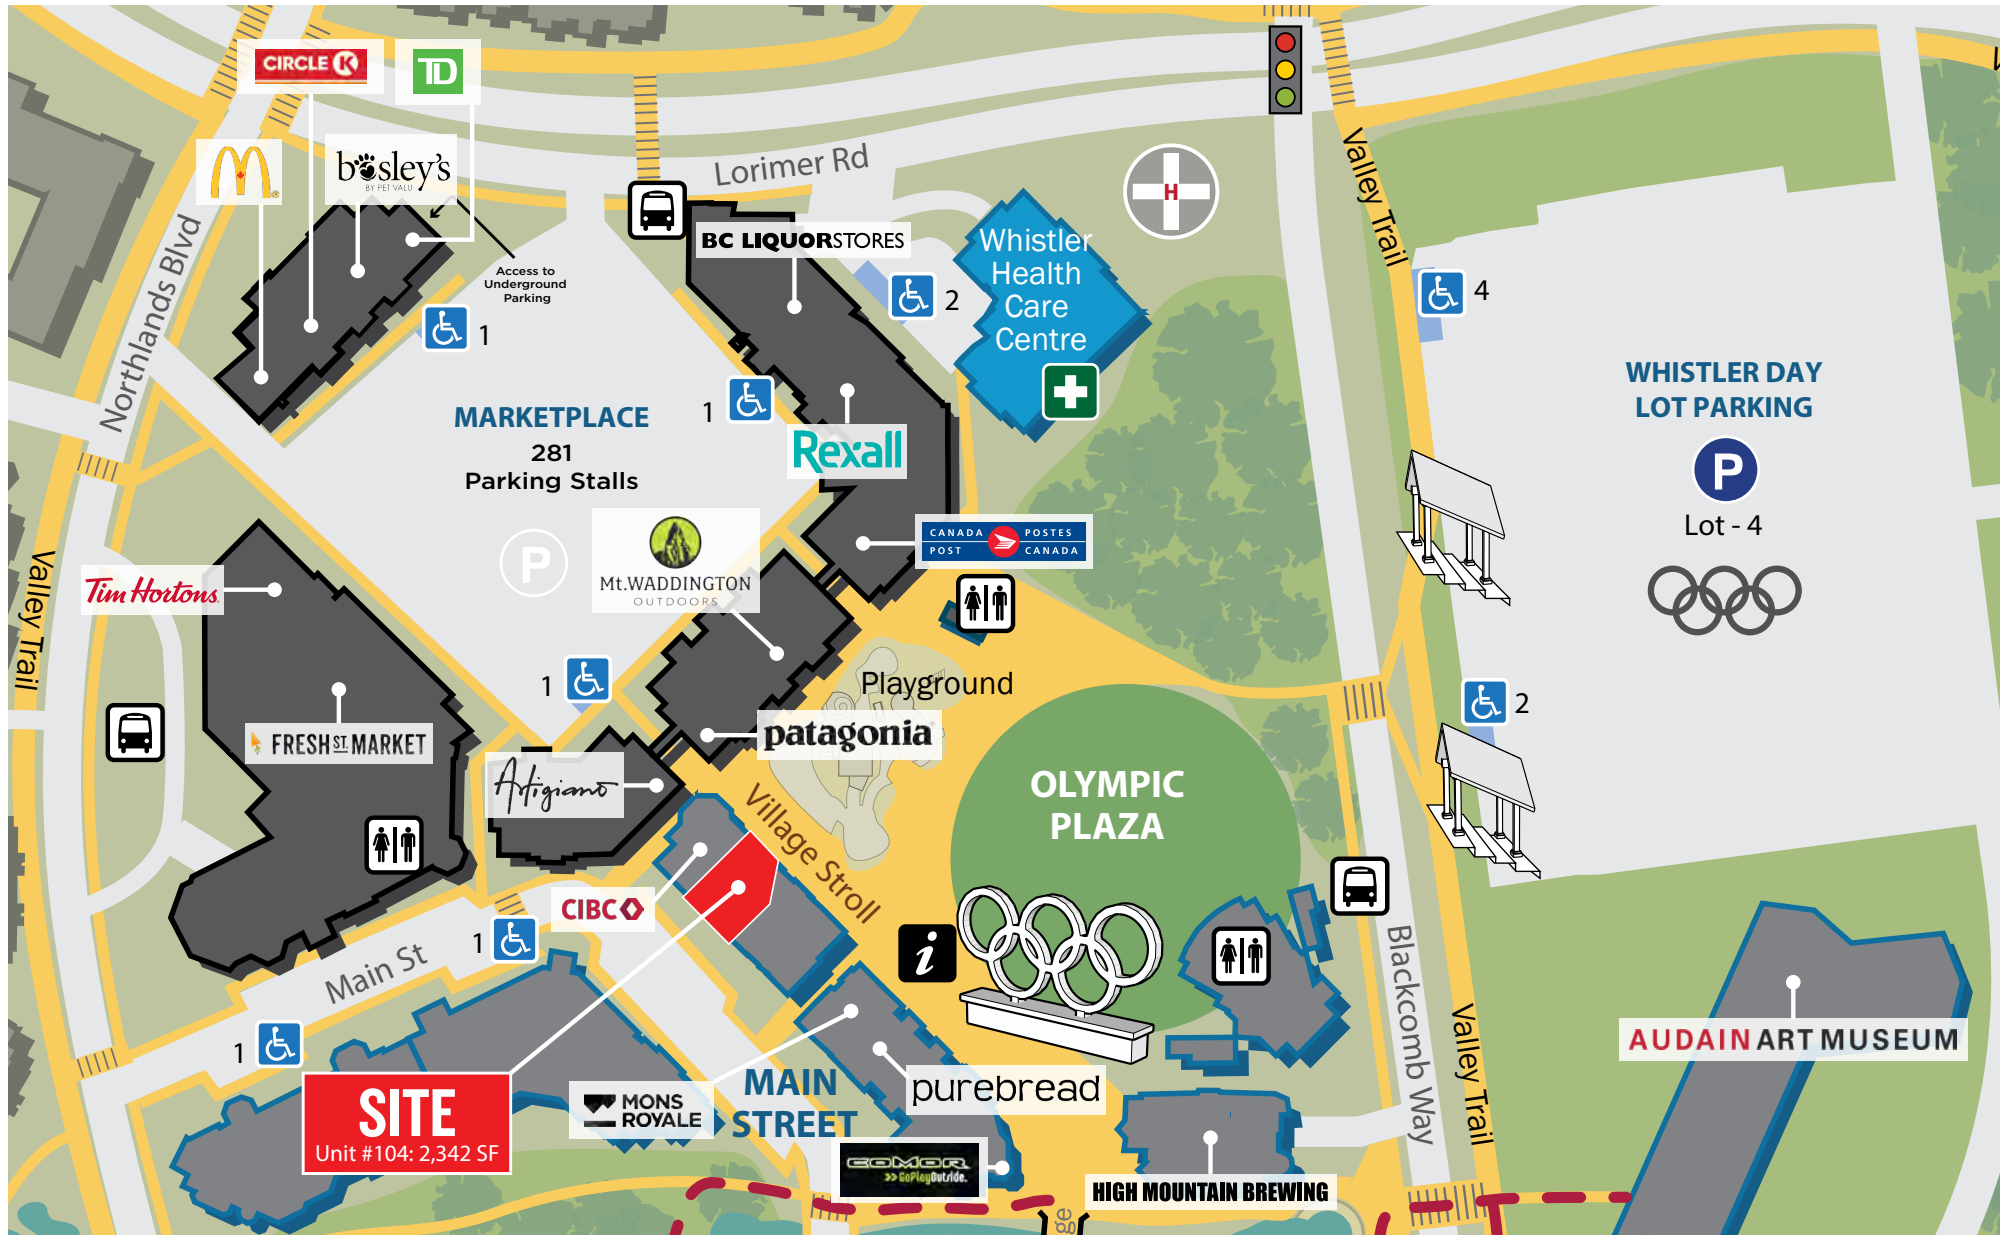 CIRCLE K
TD
M
bosley's
BY PET VALU
Access to
Underground
Parking
Northlands Blvd
Lorimer Rd
BC LIQUORSTORES
Whistler
Health
Care
Centre
H
Valley Trail
1
2
4
1
MARKETPLACE
281
Parking Stalls
P
Rexall
WHISTLER DAY
LOT PARKING
P
Lot - 4
CANADA POSTES
POST CANADA
Mt.WADDINGTON
OUTDOORS
Tim Hortons
Valley Trail
FRESH ST. MARKET
1
Playground
patagonia
2
Artigiano
OLYMPIC
PLAZA
Village Stroll
CIBC
1
Main St
1
i
Blackcomb Way
Valley Trail
AUDAIN ART MUSEUM
SITE
Unit #104: 2,342 SF
MONS
ROYALE
MAIN
STREET
purebread
COMOR
>> GoPlayOutside.
HIGH MOUNTAIN BREWING
ge